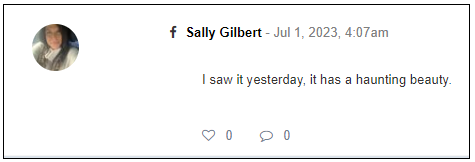 Sally Gilbert - Jul 1, 2023, 4:07am
I saw it yesterday, it has a haunting beauty.
0 0